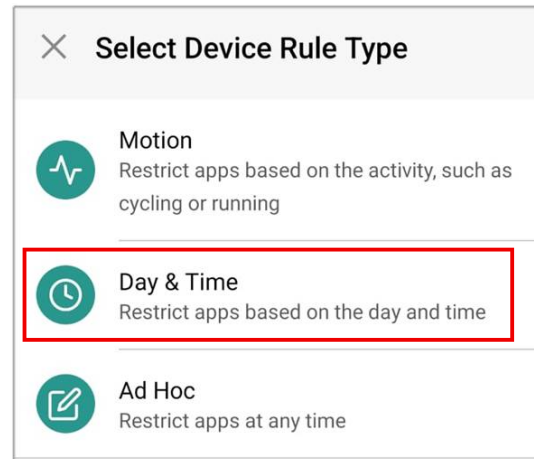 Select Device Rule Type
Motion
Restrict apps based on the activity, such as
cycling or running
Day & Time
Restrict apps based on the day and time
Ad Hoc
Restrict apps at any time